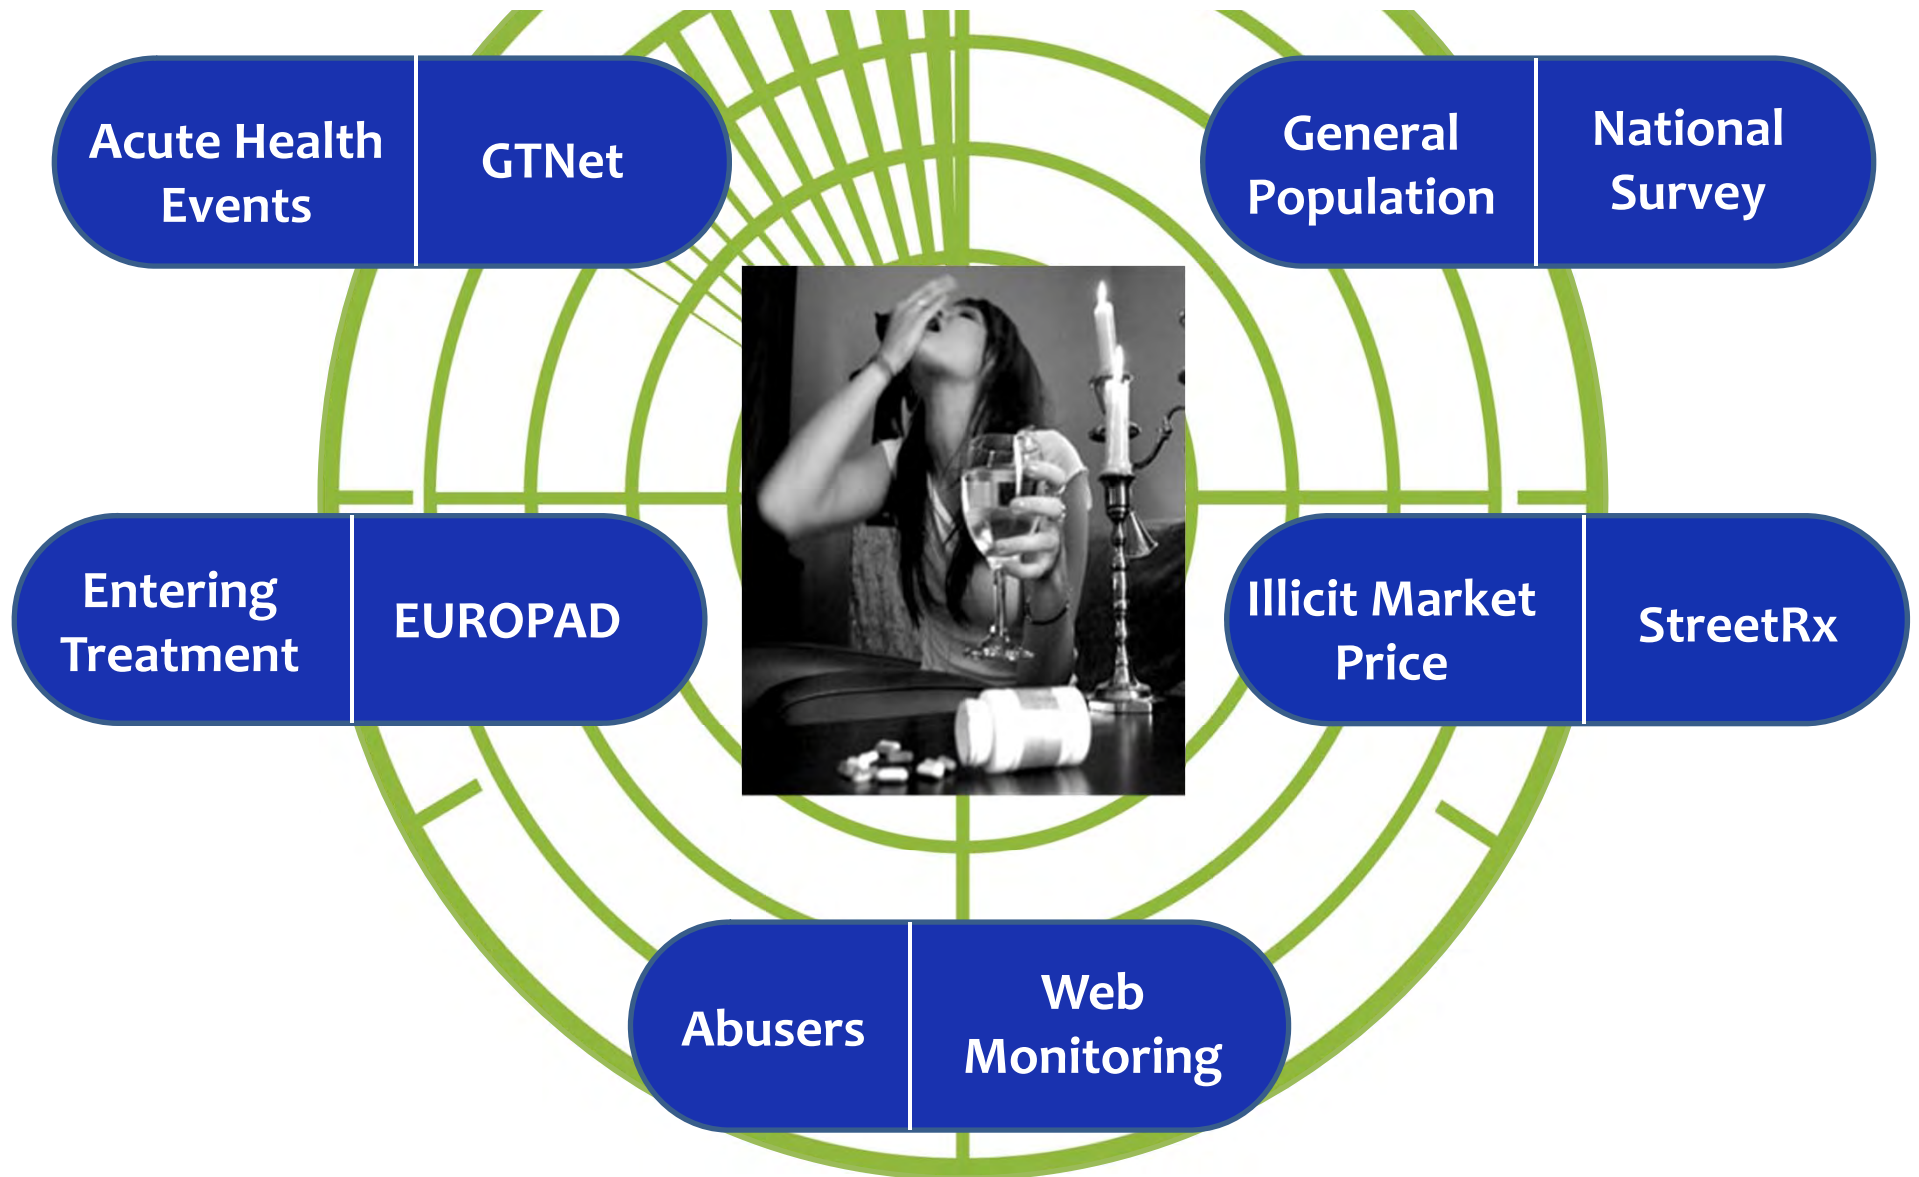 Acute Health
Events
GTNet
General
Population
National
Survey
Entering
Treatment
EUROPAD
Illicit Market
Price
StreetRx
Abusers
Web
Monitoring